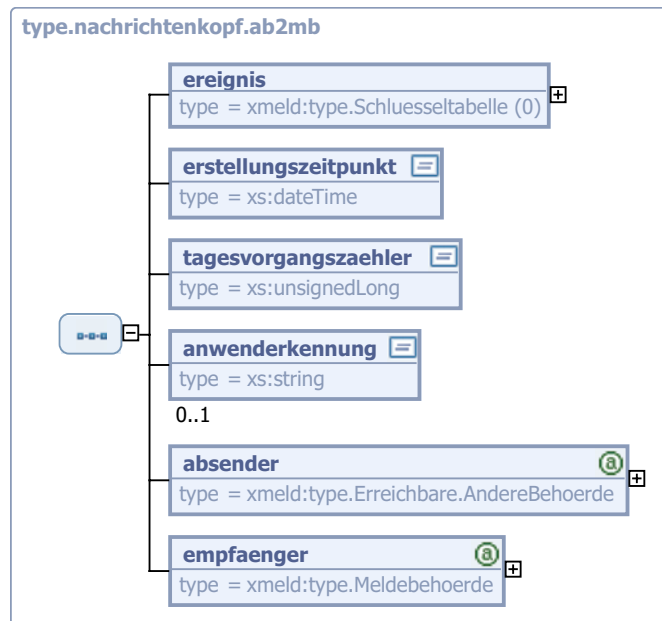 type.nachrichtenkopf.ab2mb
ereignis
type = xmeld:type.Schluesseltabelle (0)
erstellungszeitpunkt
type = xs:dateTime
tagesvorgangszaehler
type = xs:unsignedLong
anwenderkennung
type = xs:string
0..1
absender
type = xmeld:type.Erreichbare.AndereBehoerde
empfaenger
type = xmeld:type.Meldebehoerde